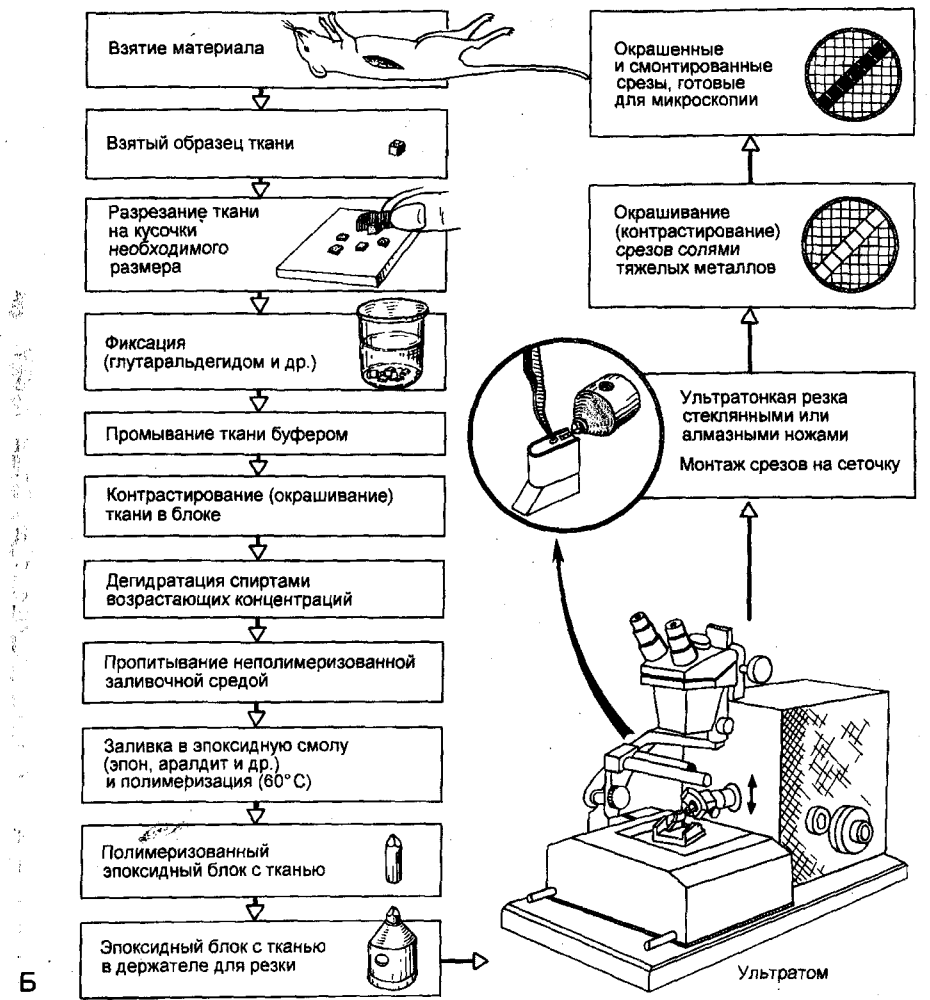 Взятие материала
Взятый образец ткани
Разрезание ткани
на кусочки
необходимого
размера
Фиксация
(глутаральдегидом и др.)
Промывание ткани буфером
Контрастирование (окрашивание)
ткани в блоке
Дегидратация спиртами
возрастающих концентраций
Пропитывание неполимеризованной
заливочной средой
Заливка в эпоксидную смолу
(эпон, аралдит и др.)
и полимеризация (60°С)
Полимеризованный
эпоксидный блок с тканью
Эпоксидный блок с тканью
в держателе для резки
Ультратом
Ультратонкая резка
стеклянными или
алмазными ножами
Монтаж срезов на сеточку
Окрашивание
(контрастирование)
срезов солями
тяжелых металлов
Окрашенные
и смонтированные
срезы, готовые
для микроскопии
Б